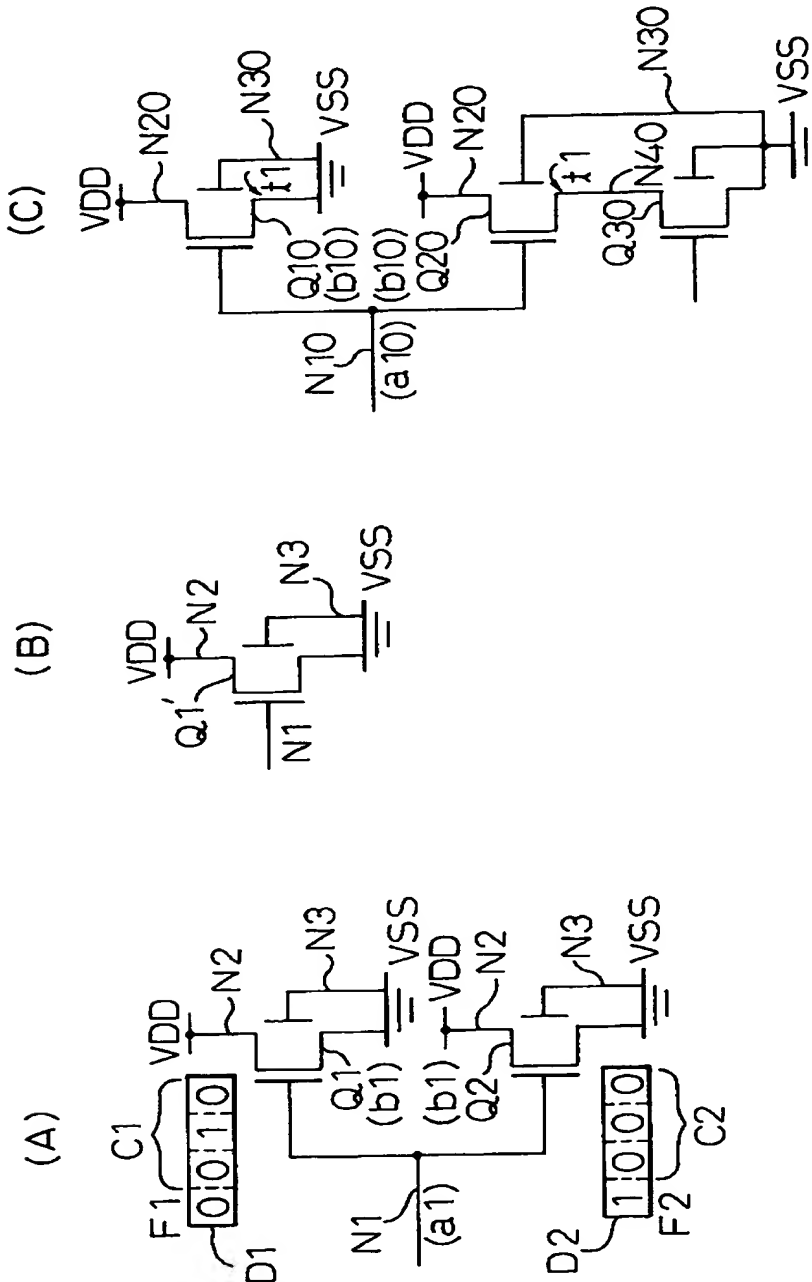 (A)
C1
F1
0 0 1 0
D1
VDD
N2
N3
VSS
Q1
(b1)
N1
(a1)
(b1)
Q2
VDD
N2
N3
VSS
D2
1 0 0 0
F2
C2
(B)
VDD
N2
Q1'
N1
N3
VSS
(C)
VDD
N20
N30
VSS
t1
Q10
(b10)
N10
(a10)
(b10)
Q20
VDD
N20
N30
t1
N40
Q30
VSS